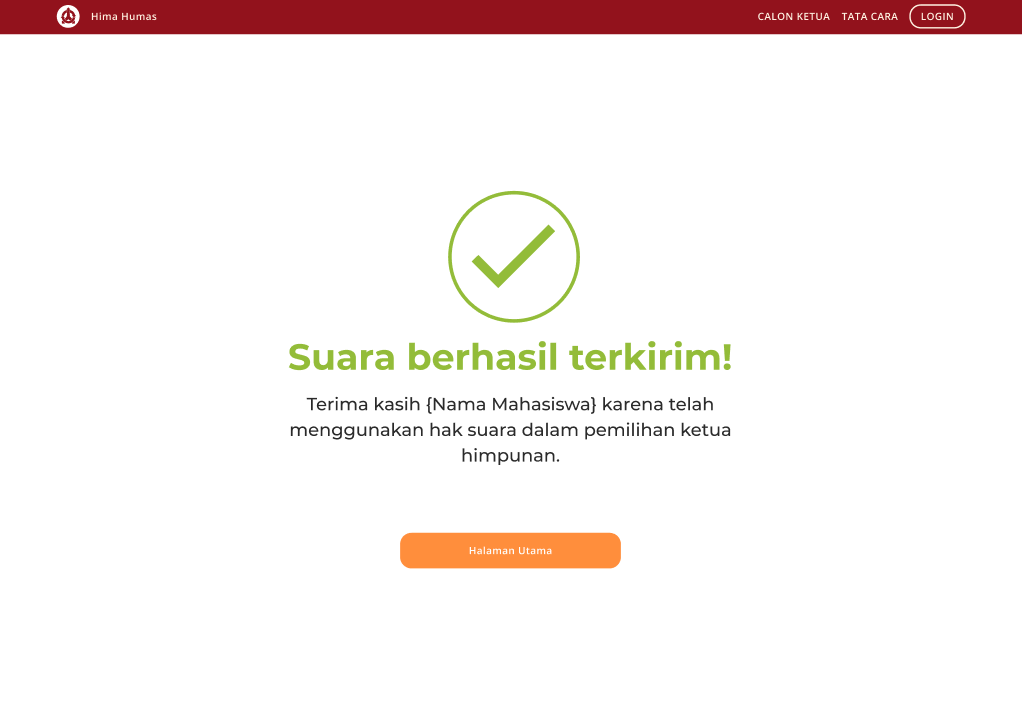 Hima Humas
CALON KETUA
TATA CARA
LOGIN
Suara berhasil terkirim!
Terima kasih {Nama Mahasiswa} karena telah
menggunakan hak suara dalam pemilihan ketua
himpunan.
Halaman Utama